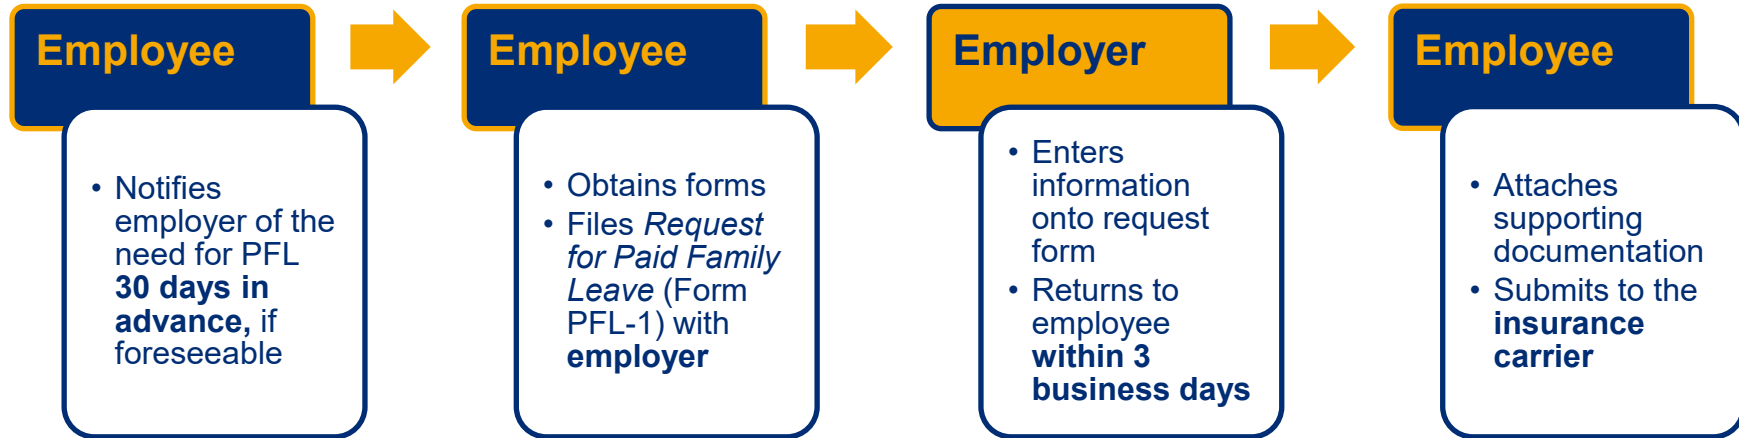 Employee
• Notifies
employer of the
need for PFL
30 days in
advance, if
foreseeable
Employee
• Obtains forms
• Files Request
for Paid Family
Leave (Form
PFL-1) with
employer
Employer
• Enters
information
onto request
form
• Returns to
employee
within 3
business days
Employee
• Attaches
supporting
documentation
• Submits to the
insurance
carrier